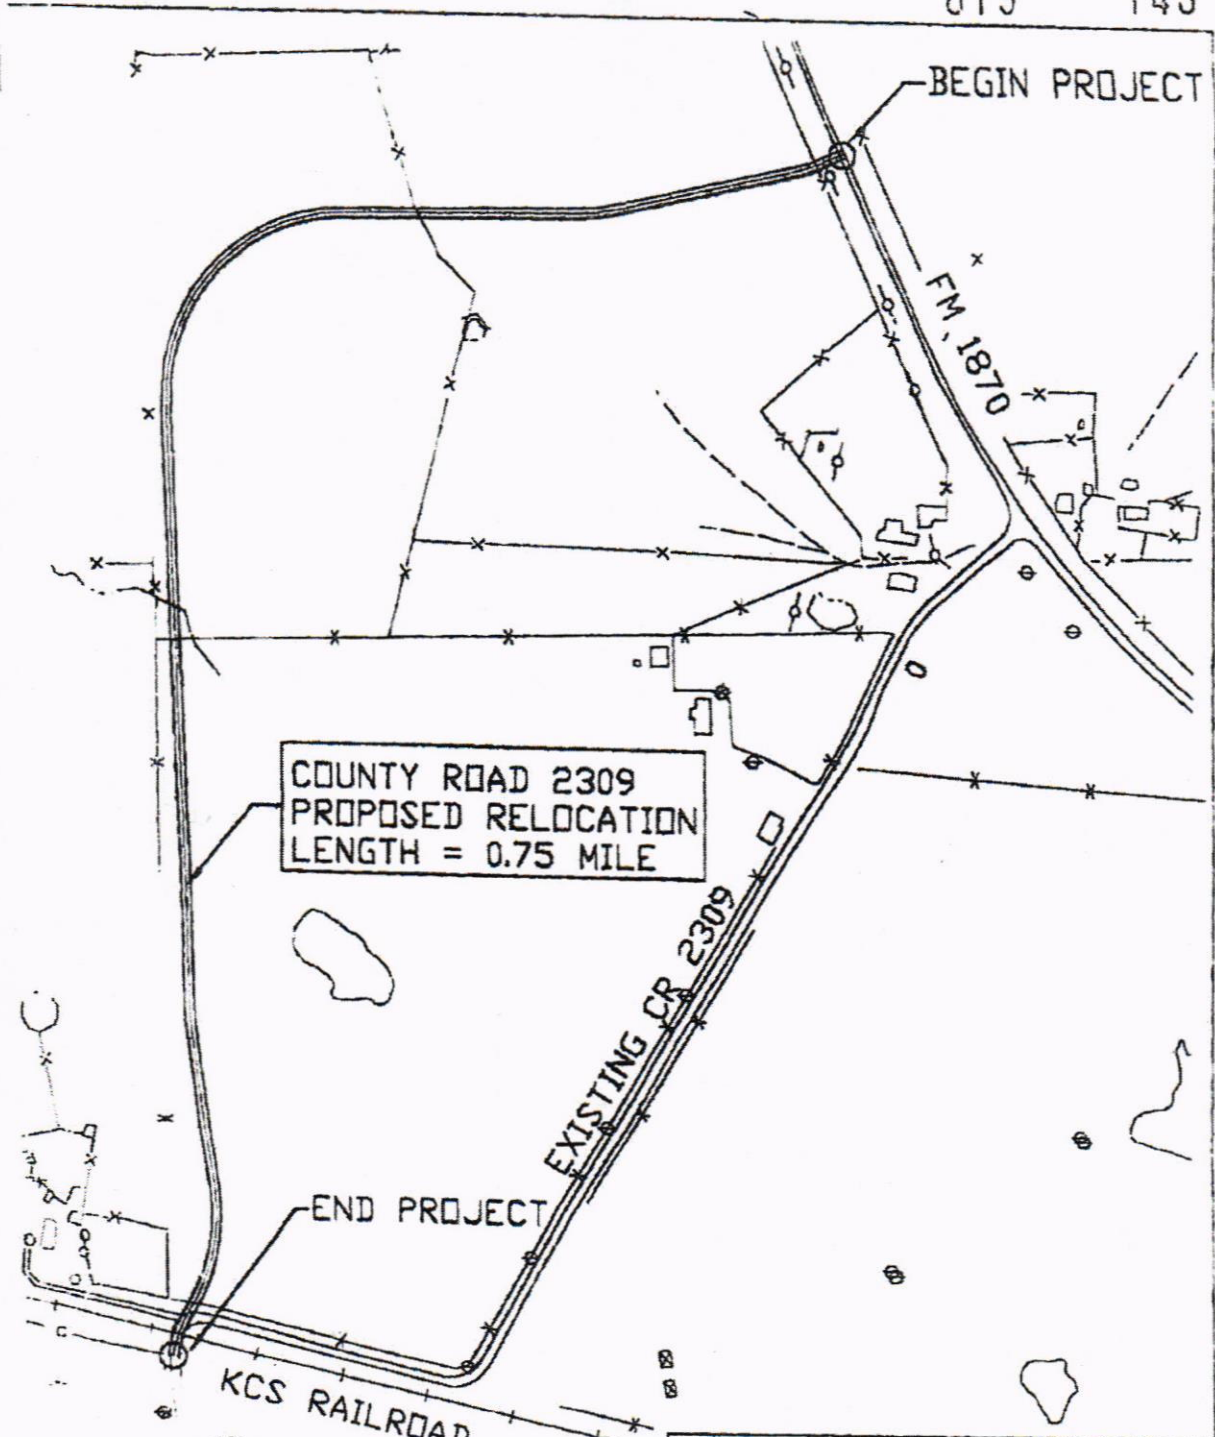 BEGIN PROJECT
FM 1870
COUNTY ROAD 2309
PROPOSED RELOCATION
LENGTH = 0.75 MILE
EXISTING CR 2309
END PROJECT
KCS RAILROAD